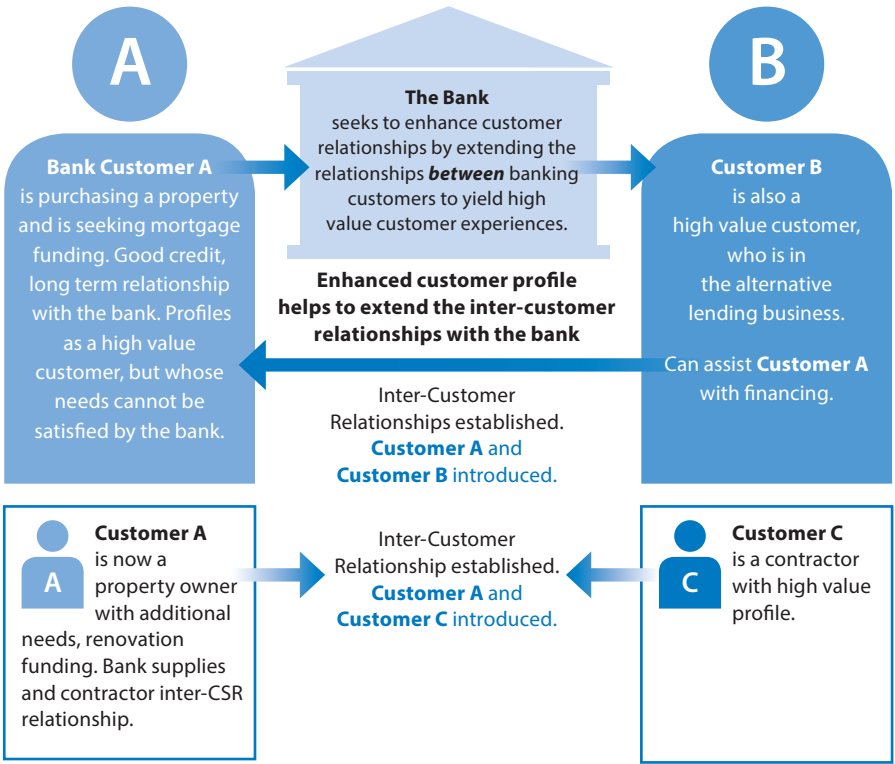 A
Bank Customer A
is purchasing a property
and is seeking mortgage
funding. Good credit,
long term relationship
with the bank. Profiles
as a high value
customer, but whose
needs cannot be
satisfied by the bank.
The Bank
seeks to enhance customer
relationships by extending the
relationships between banking
customers to yield high
value customer experiences.
Enhanced customer profile
helps to extend the inter-customer
relationships with the bank
B
Customer B
is also a
high value customer,
who is in
the alternative
lending business.
Can assist Customer A
with financing.
Inter-Customer
Relationships established.
Customer A and
Customer B introduced.
A
Customer A
is now a
property owner
with additional
needs, renovation
funding. Bank supplies
and contractor inter-CSR
relationship.
Inter-Customer
Relationship established.
Customer A and
Customer C introduced.
C
Customer C
is a contractor
with high value
profile.